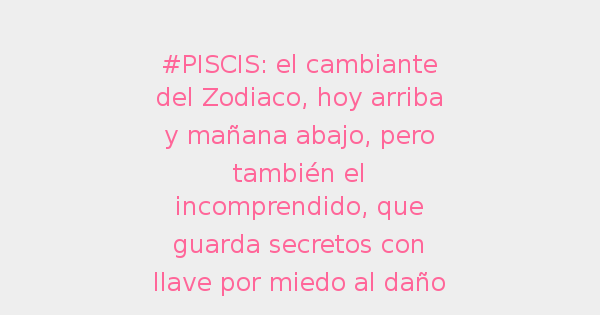 #PISCIS: el cambiante
del Zodiaco, hoy arriba
y mañana abajo, pero
también el
incomprendido, que
guarda secretos con
llave por miedo al daño